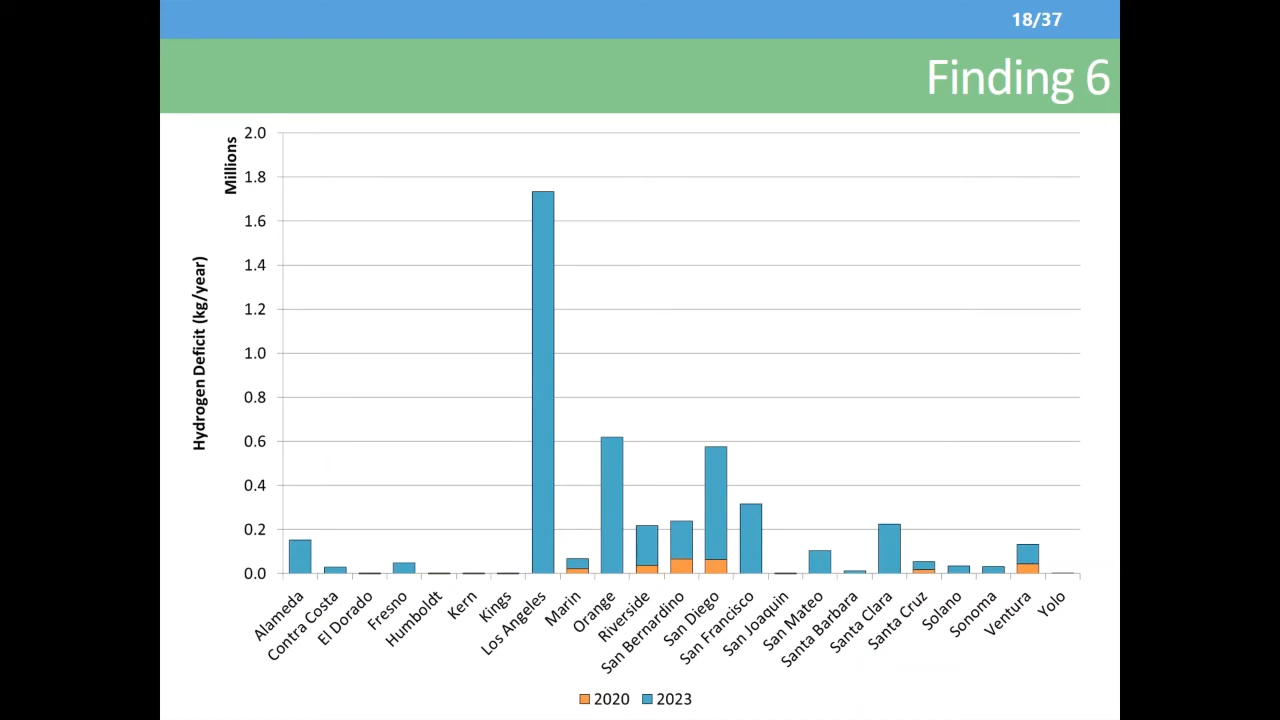 18/37
Finding 6
Millions
Hydrogen Deficit (kg/year)
2.0
1.8
1.6
1.4
1.2
1.0
0.8
0.6
0.4
0.2
0.0
Alameda
Contra Costa
El Dorado
Fresno
Humboldt
Kern
Kings
Los Angeles
Marin
Orange
Riverside
San Bernardino
San Diego
San Francisco
San Joaquin
San Mateo
Santa Barbara
Santa Clara
Santa Cruz
Solano
Sonoma
Ventura
Yolo
2020 2023